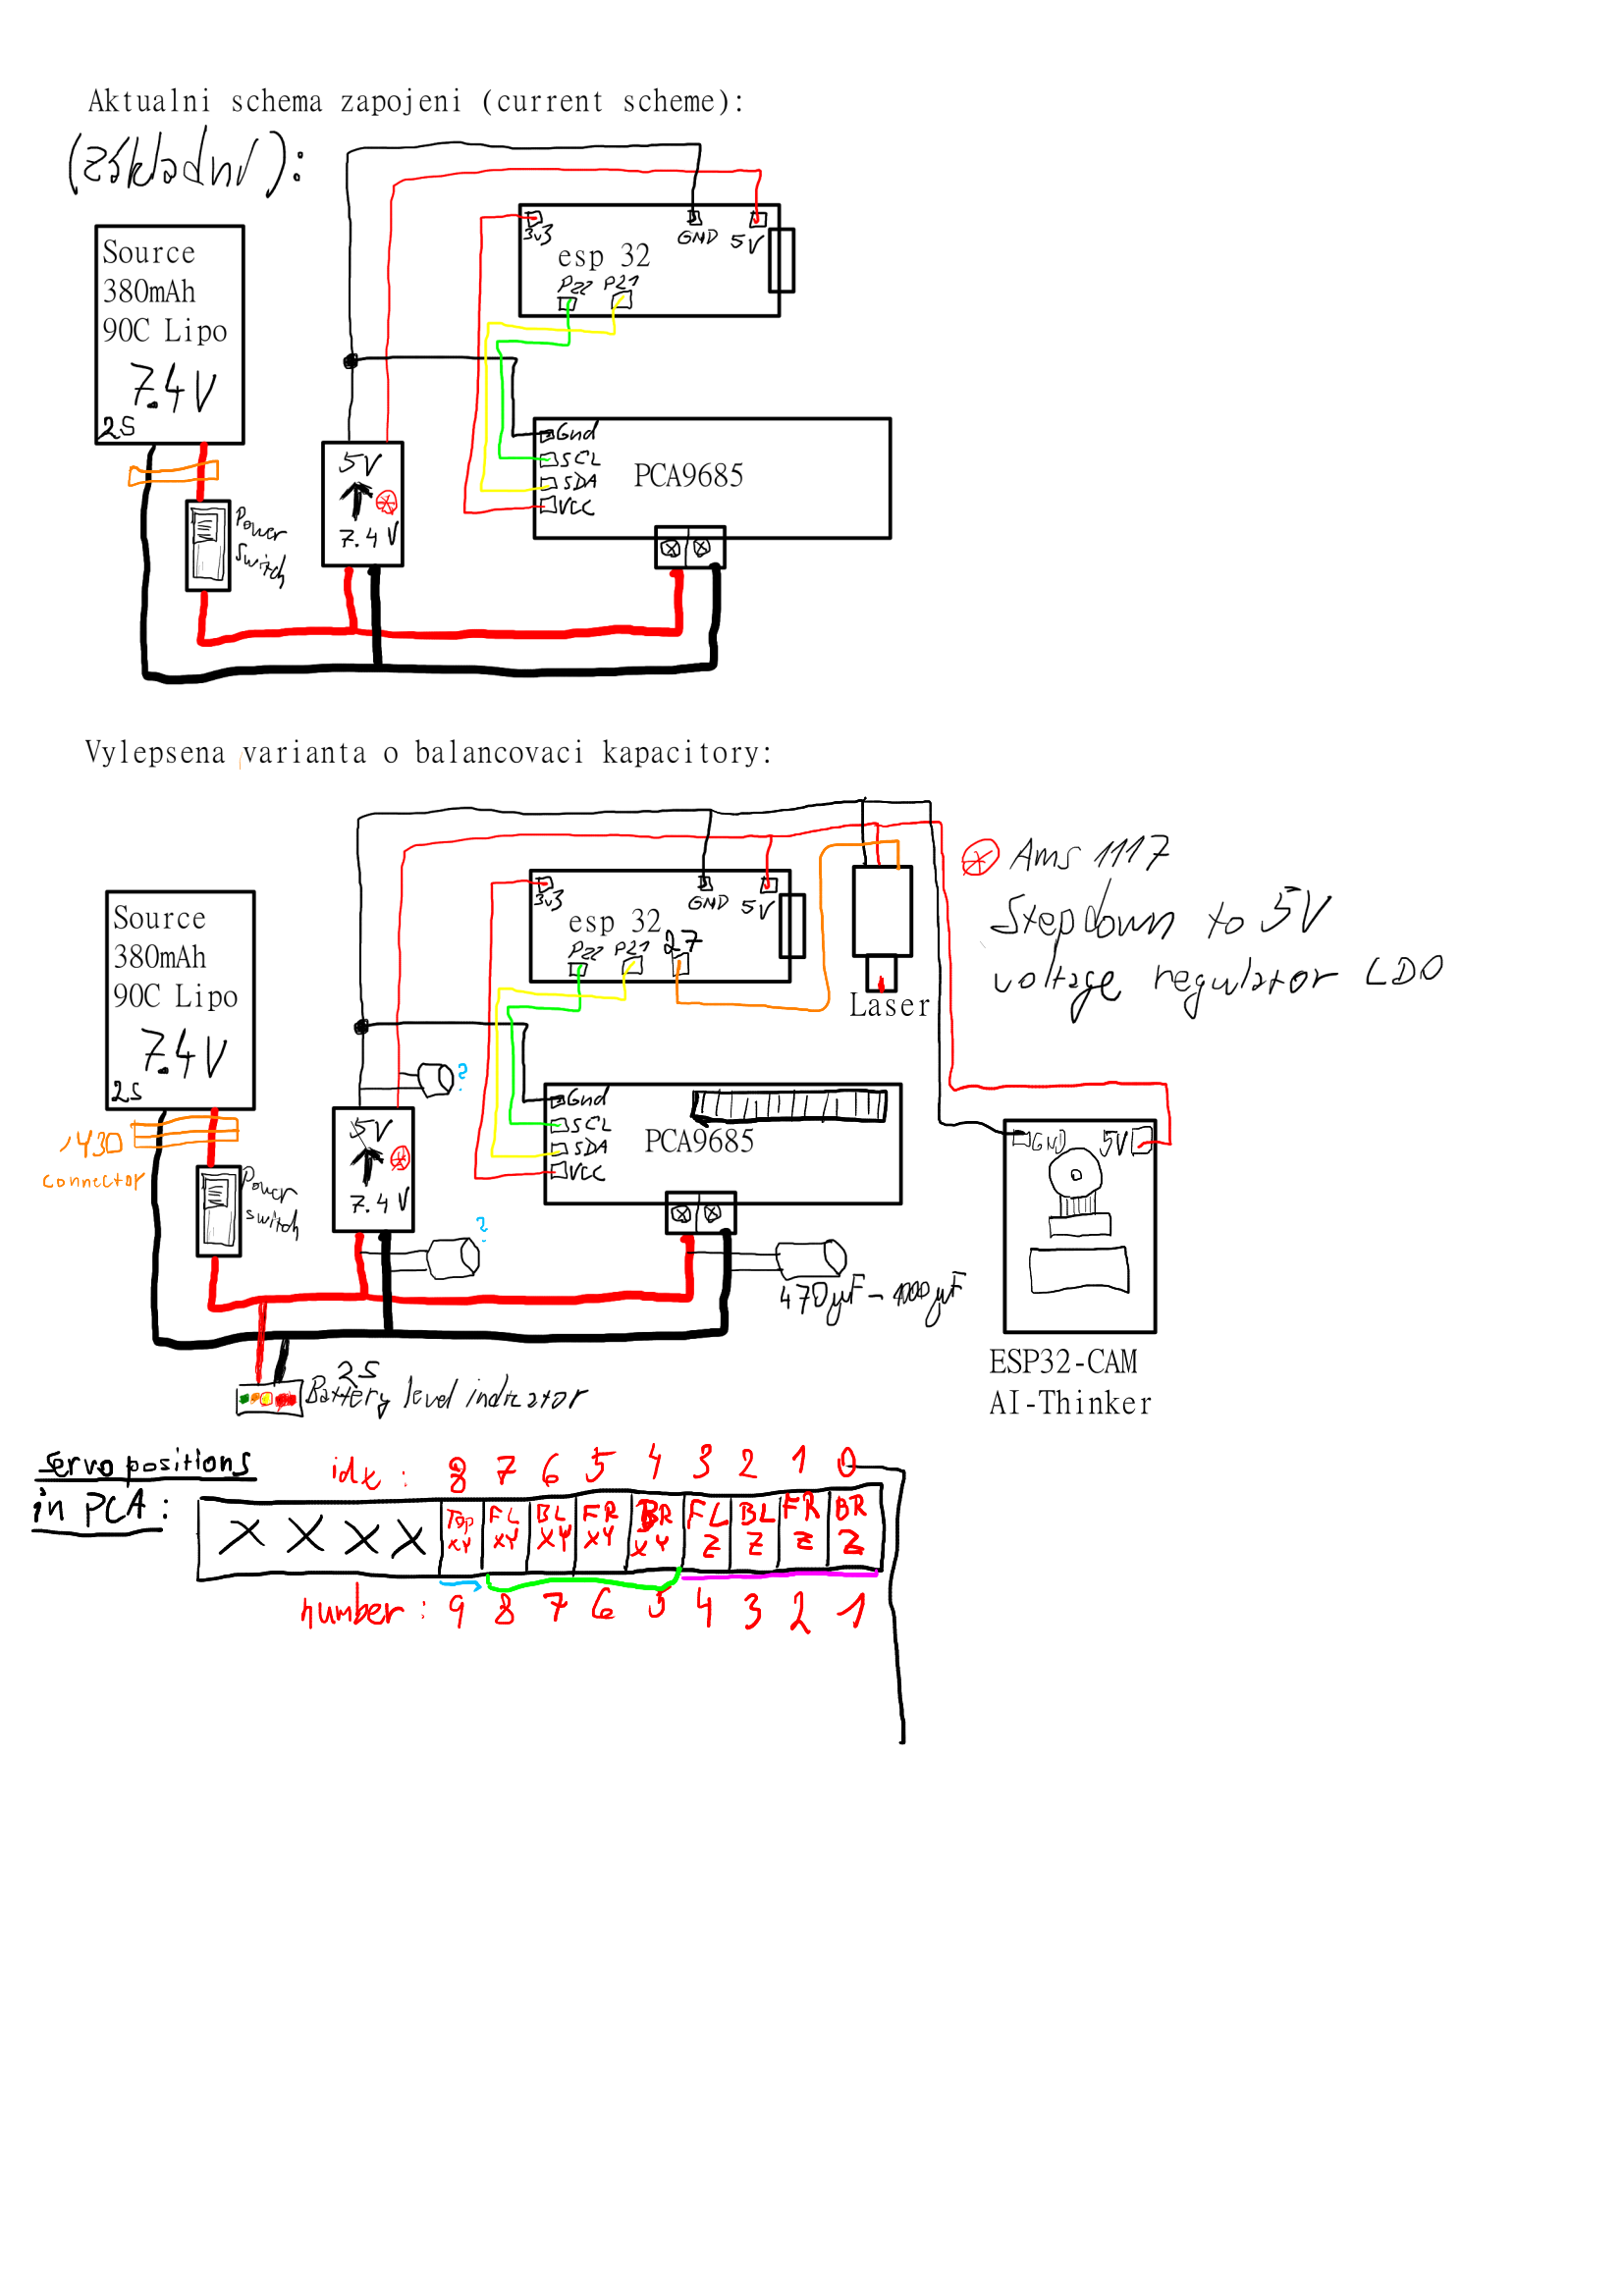 Aktualni schema zapojeni (current scheme):
(základní):
Source
380mAh
90C Lipo
7.4V
2S
Power
Switch
5V
7.4V
3v3
GND
5V
esp 32
P22
P21
Gnd
SCL
SDA
VCC
PCA9685
Vylepsena varianta o balancovaci kapacitory:
Source
380mAh
90C Lipo
7.4V
2S
connector
Power
switch
5V
7.4V
?
?
3v3
GND
5V
esp 32
P22
P21
27
Laser
Ams 1117
Stepdown to 5V
voltage regulator LDO
Gnd
SCL
SDA
VCC
PCA9685
470µF - 1000µF
GND
5V
ESP32-CAM
AI-Thinker
2S
Battery level indicator
servo positions
in PCA:
idx: 8 7 6 5 4 3 2 1 0
X X X X Top FL BL FR BR FL BL FR BR
XY XY XY XY XY Z Z Z Z
number: 9 8 7 6 5 4 3 2 1